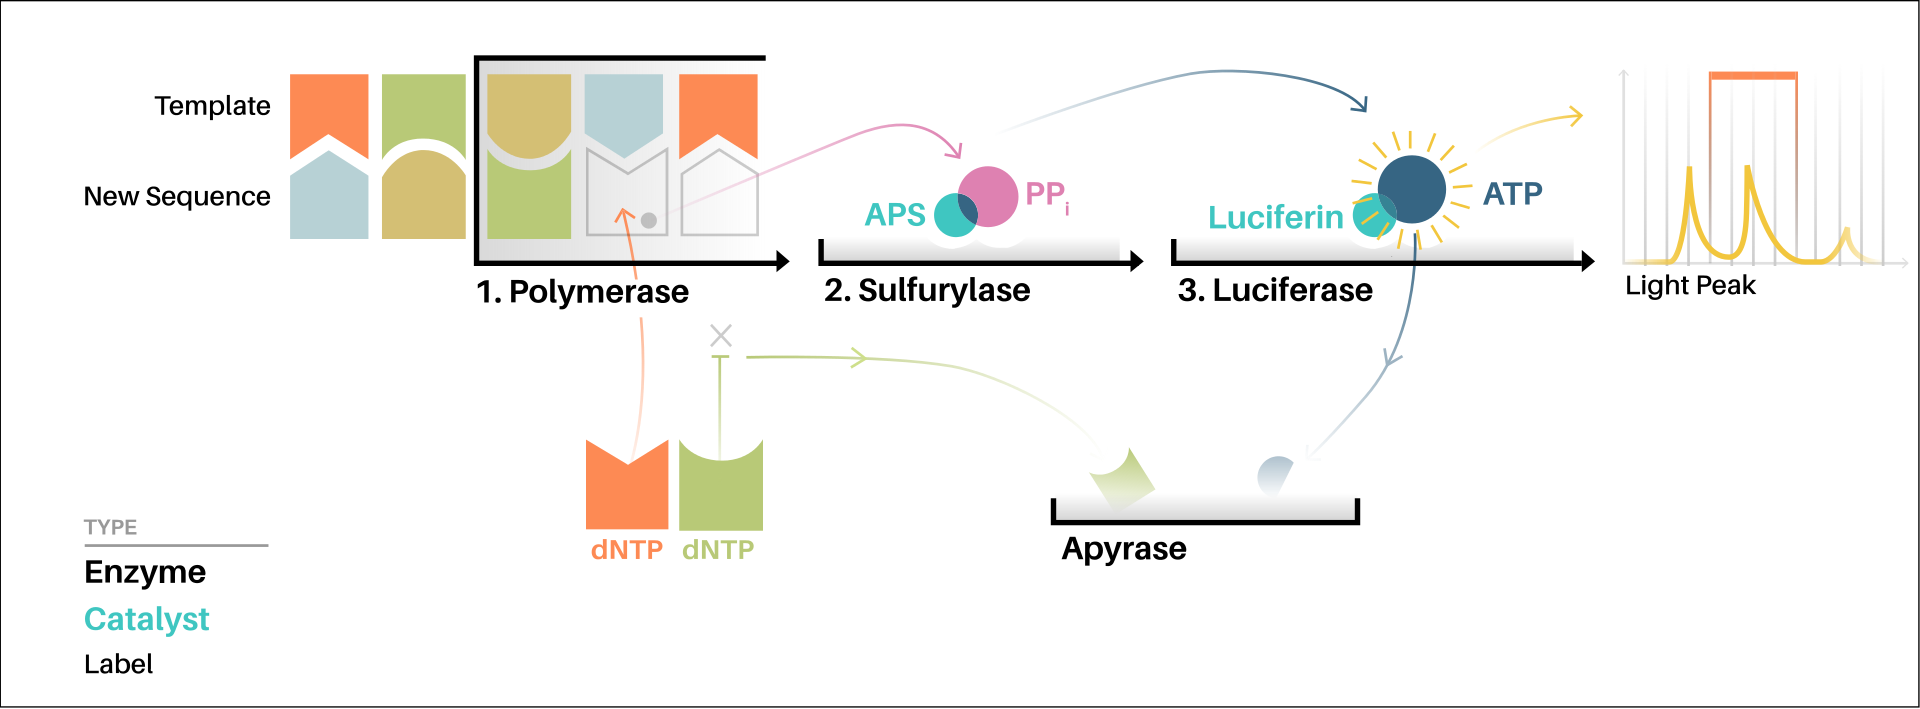 Template
New Sequence
1. Polymerase
APS
PPi
2. Sulfurylase
Luciferin
ATP
3. Luciferase
Light Peak
dNTP
dNTP
Apyrase
TYPE
Enzyme
Catalyst
Label